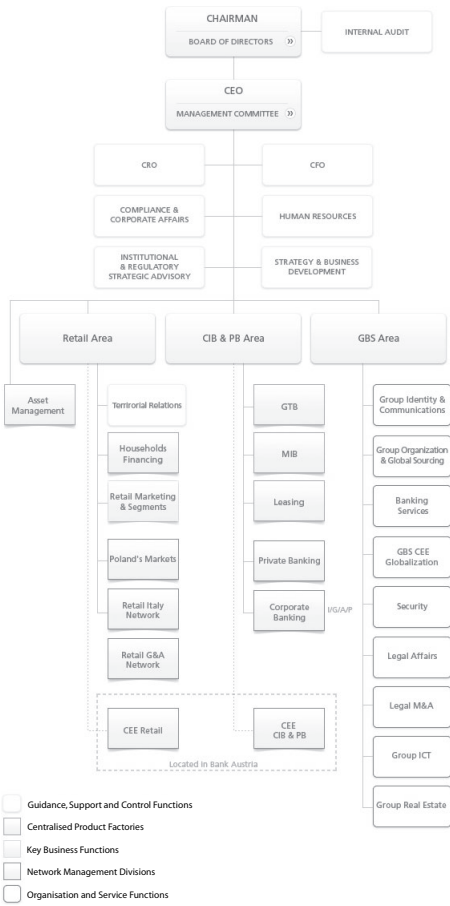 CHAIRMAN
BOARD OF DIRECTORS »
INTERNAL AUDIT
CEO
MANAGEMENT COMMITTEE »
CRO
CFO
COMPLIANCE &
CORPORATE AFFAIRS
HUMAN RESOURCES
INSTITUTIONAL
& REGULATORY
STRATEGIC ADVISORY
STRATEGY & BUSINESS
DEVELOPMENT
Retail Area
CIB & PB Area
GBS Area
Asset
Management
Terrirorial Relations
Households
Financing
Retail Marketing
& Segments
Poland's Markets
Retail Italy
Network
Retail G&A
Network
CEE Retail
GTB
MIB
Leasing
Private Banking
Corporate
Banking
I/G/A/P
CEE
CIB & PB
Located in Bank Austria
Group Identity &
Communications
Group Organization
& Global Sourcing
Banking
Services
GBS CEE
Globalization
Security
Legal Affairs
Legal M&A
Group ICT
Group Real Estate
Guidance, Support and Control Functions
Centralised Product Factories
Key Business Functions
Network Management Divisions
Organisation and Service Functions